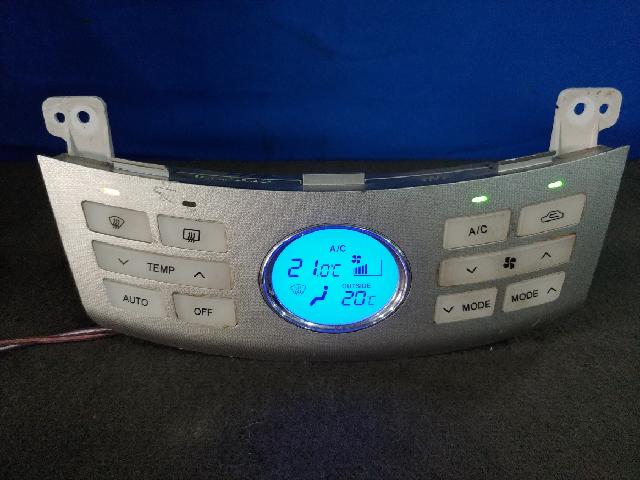 A/C
21.0°C
OUTSIDE
20°C
TEMP
AUTO
OFF
A/C
MODE
MODE